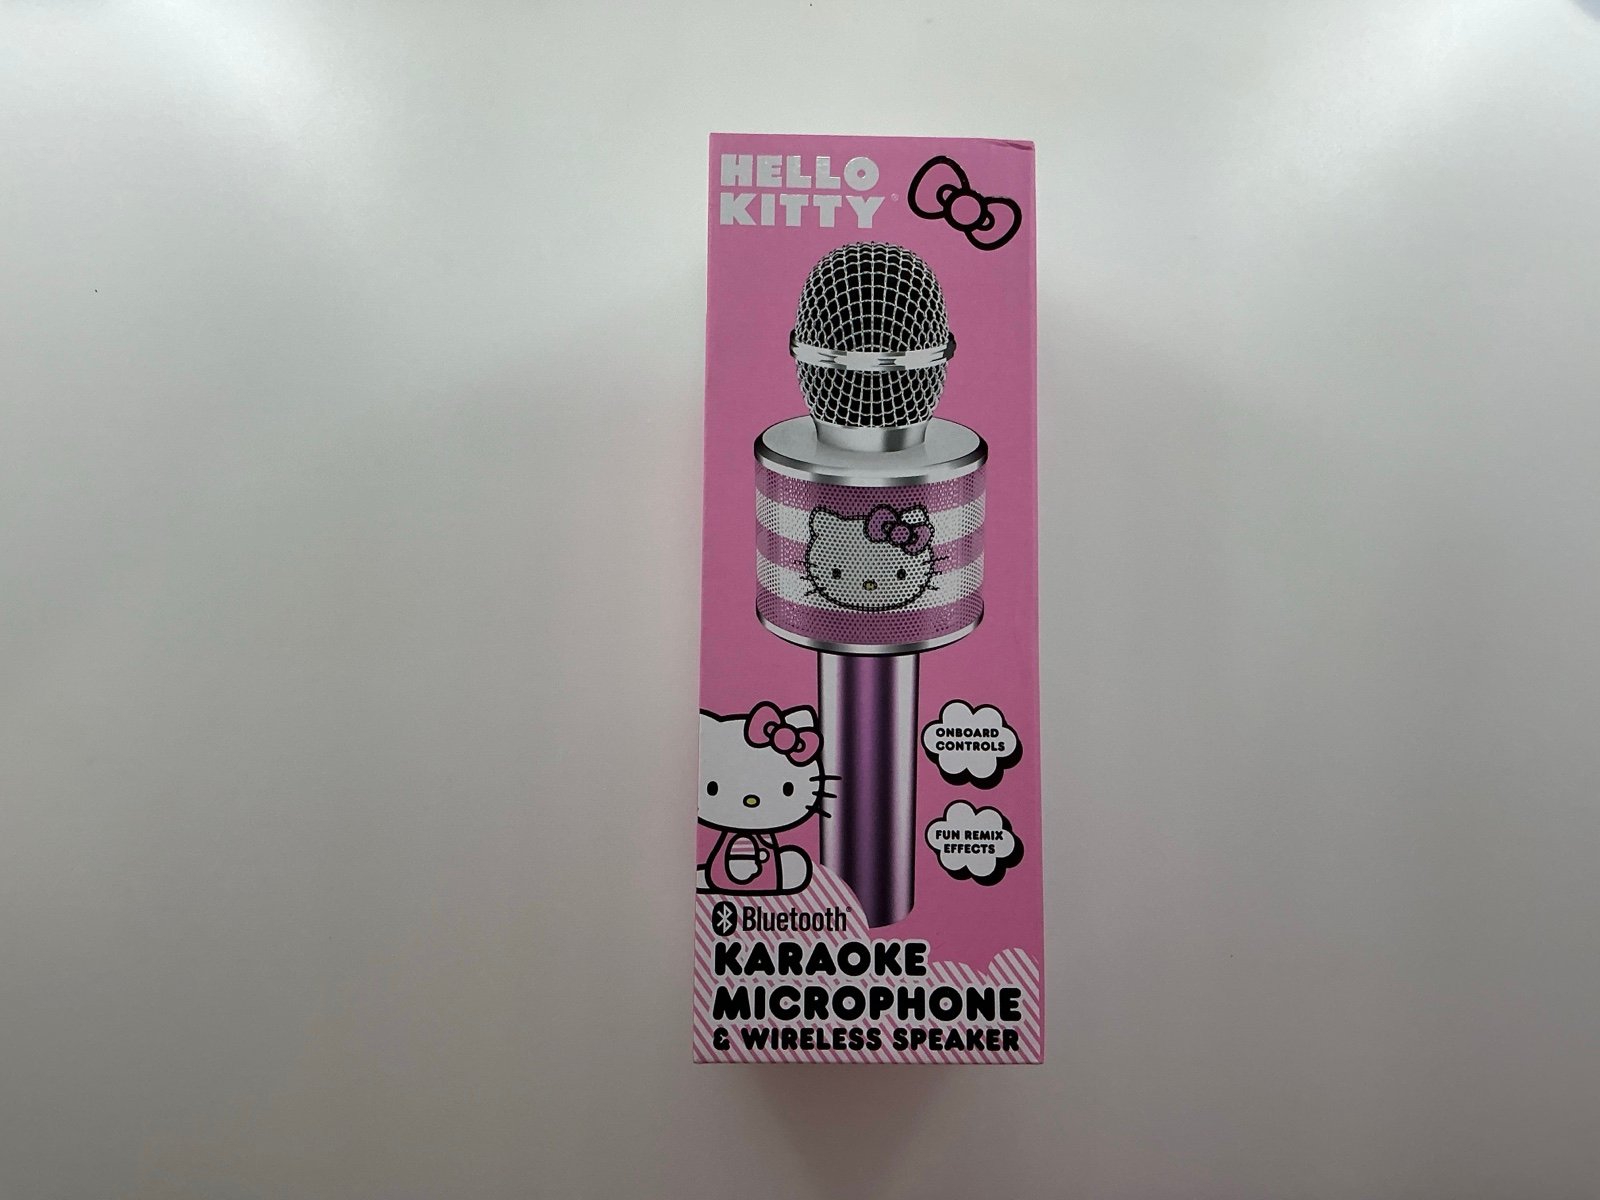 HELLO
KITTY®
ONBOARD
CONTROLS
FUN REMIX
EFFECTS
Bluetooth®
KARAOKE
MICROPHONE
& WIRELESS SPEAKER